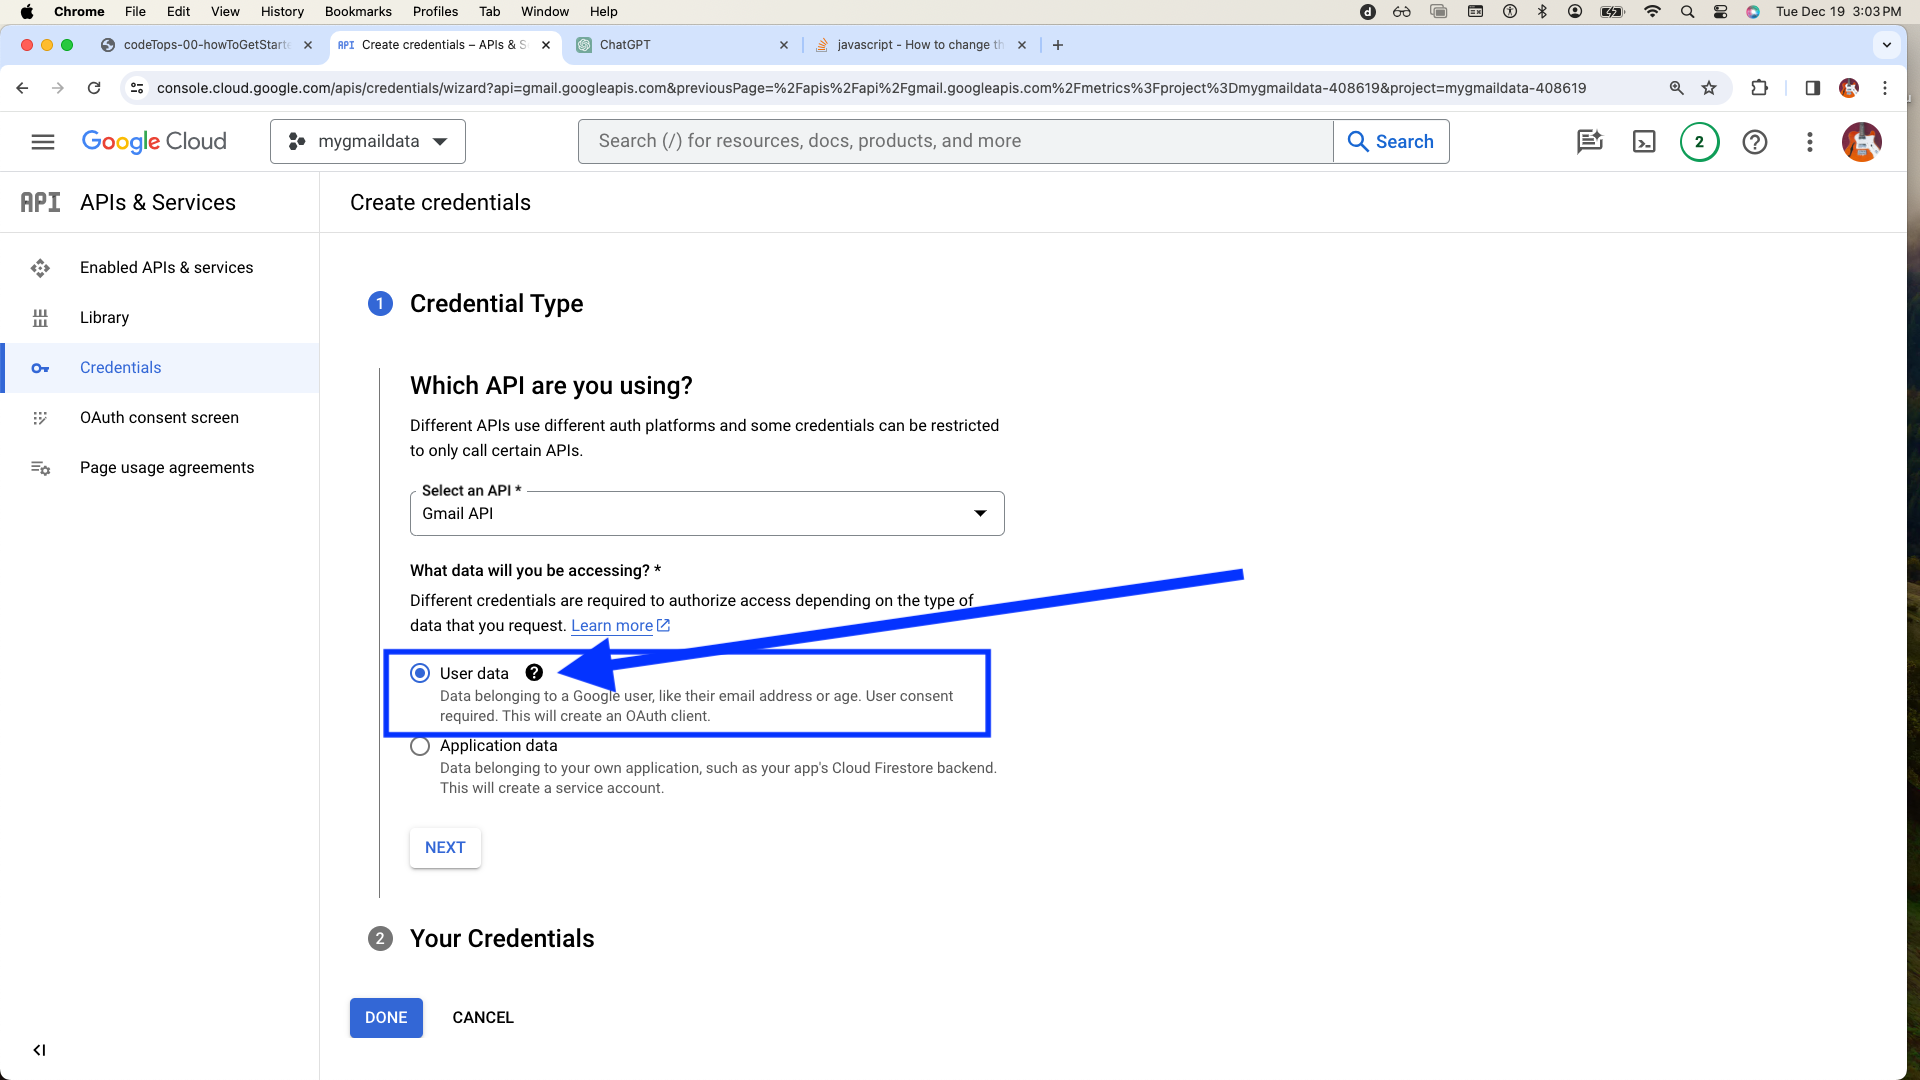 Chrome File Edit View History Bookmarks Profiles Tab Window Help Tue Dec 19 3:03 PM
codeTops-00-howToGetStarte
API Create credentials – APIs & S
ChatGPT
javascript - How to change th
console.cloud.google.com/apis/credentials/wizard?api=gmail.googleapis.com&previousPage=%2Fapis%2Fapi%2Fgmail.googleapis.com%2Fmetrics%3Fproject%3Dmygmaildata-408619&project=mygmaildata-408619
Google Cloud
mygmaildata
Search (/) for resources, docs, products, and more
Search
2
API APIs & Services
Create credentials
Enabled APIs & services
Library
Credentials
OAuth consent screen
Page usage agreements
1 Credential Type
Which API are you using?
Different APIs use different auth platforms and some credentials can be restricted
to only call certain APIs.
Select an API *
Gmail API
What data will you be accessing? *
Different credentials are required to authorize access depending on the type of
data that you request. Learn more
User data ?
Data belonging to a Google user, like their email address or age. User consent
required. This will create an OAuth client.
Application data
Data belonging to your own application, such as your app's Cloud Firestore backend.
This will create a service account.
NEXT
2 Your Credentials
DONE CANCEL